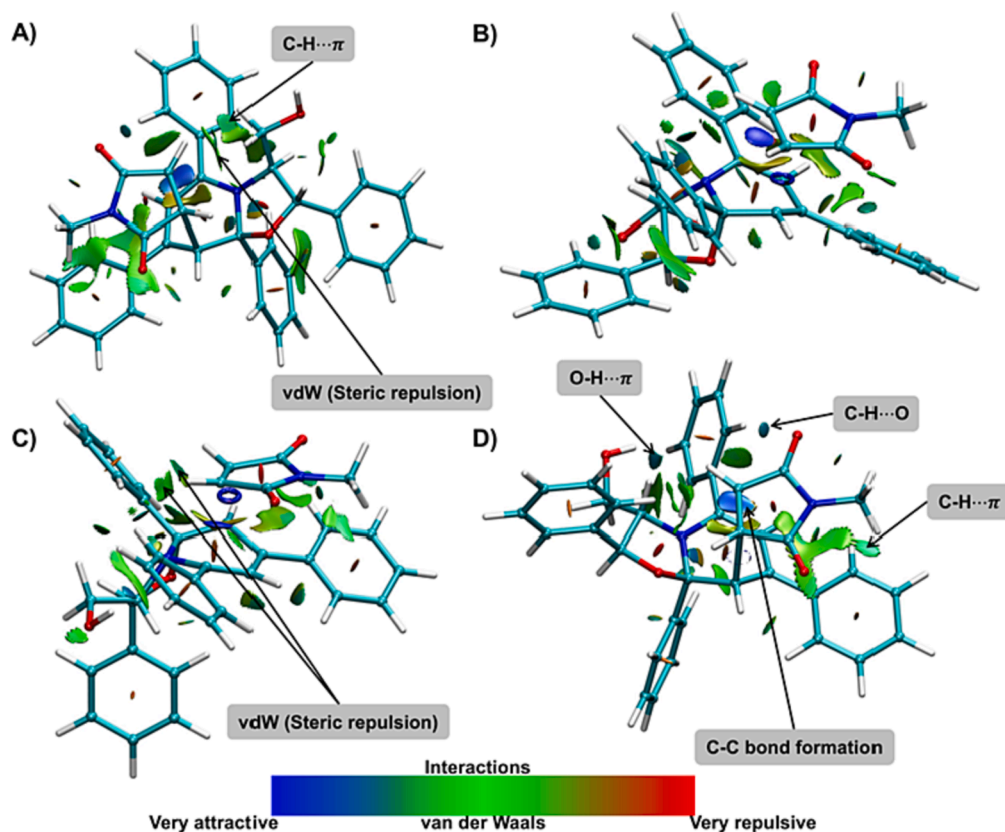 A)
C-H⋯π
B)
vdW (Steric repulsion)
C)
O-H⋯π
D)
C-H⋯O
C-H⋯π
vdW (Steric repulsion)
C-C bond formation
Interactions
Very attractive
van der Waals
Very repulsive